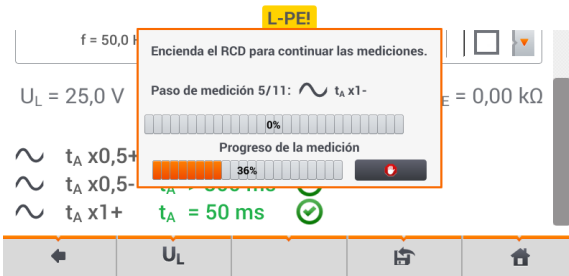 L-PE!
f = 50,0 H
Encienda el RCD para continuar las mediciones.
Paso de medición 5/11: tA x1-
UL = 25,0 V
E = 0,00 kΩ
0%
Progreso de la medición
36%
tA x0,5+
tA x0,5-
tA x1+ tA = 50 ms
UL